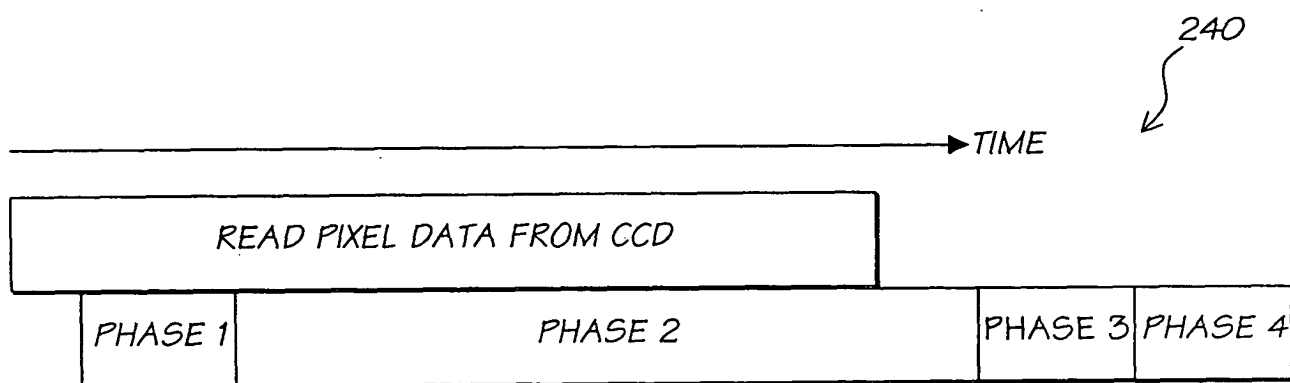 240
TIME
READ PIXEL DATA FROM CCD
PHASE 1 PHASE 2 PHASE 3 PHASE 4